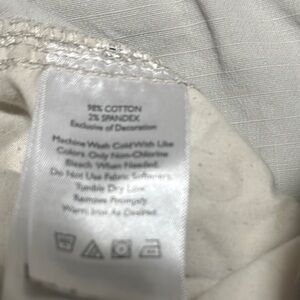 98% COTTON
2% SPANDEX
Exclusive of Decoration
Machine Wash Cold With Like
Colors. Only Non-Chlorine
Bleach When Needed.
Do Not Use Fabric Softeners.
Tumble Dry Low.
Remove Promptly.
Warm Iron As Desired.